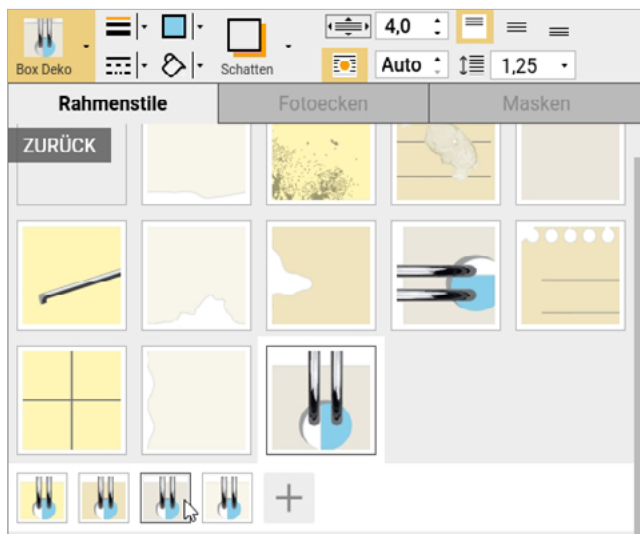 4,0
Box Deko
Schatten
Auto
1,25
Rahmenstile
Fotoecken
Masken
ZURÜCK